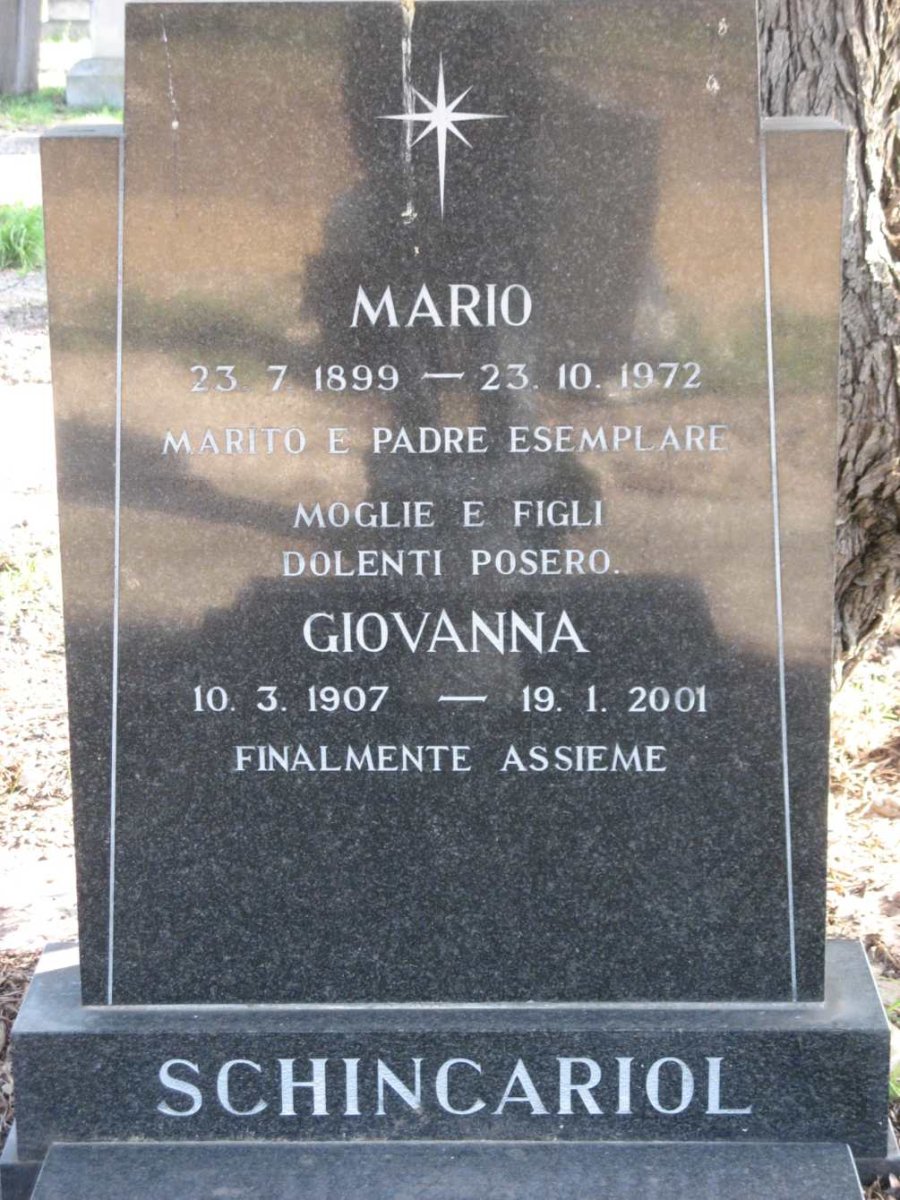 MARIO
23. 7. 1899 — 23. 10. 1972
MARITO E PADRE ESEMPLARE
MOGLIE E FIGLI
DOLENTI POSERO.
GIOVANNA
10. 3. 1907 — 19. 1. 2001
FINALMENTE ASSIEME
SCHINCARIOL